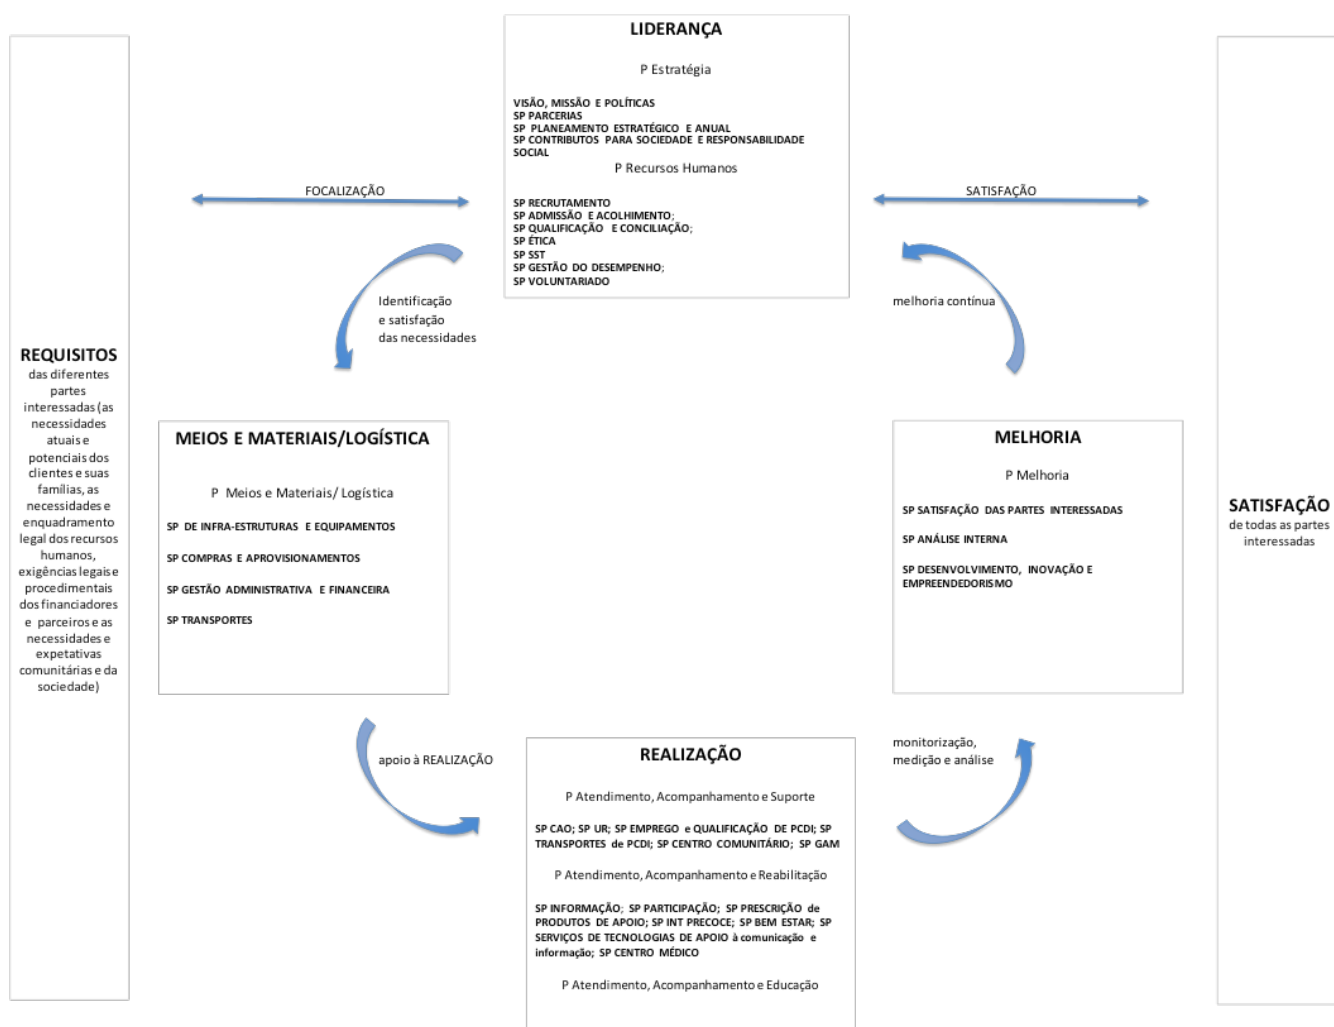 LIDERANÇA
P Estratégia
VISÃO, MISSÃO E POLÍTICAS
SP PARCERIAS
SP PLANEAMENTO ESTRATÉGICO E ANUAL
SP CONTRIBUTOS PARA SOCIEDADE E RESPONSABILIDADE
SOCIAL
P Recursos Humanos
SP RECRUTAMENTO
SP ADMISSÃO E ACOLHIMENTO;
SP QUALIFICAÇÃO E CONCILIAÇÃO;
SP ÉTICA
SP SST
SP GESTÃO DO DESEMPENHO;
SP VOLUNTARIADO
FOCALIZAÇÃO
SATISFAÇÃO
Identificação
e satisfação
das necessidades
melhoria contínua
REQUISITOS
das diferentes
partes
interessadas (as
necessidades
atuais e
potenciais dos
clientes e suas
famílias, as
necessidades e
enquadramento
legal dos recursos
humanos,
exigências legais e
procedimentais
dos financiadores
e parceiros e as
necessidades e
expetativas
comunitárias e da
sociedade)
MEIOS E MATERIAIS/LOGÍSTICA
P Meios e Materiais/ Logística
SP DE INFRA-ESTRUTURAS E EQUIPAMENTOS
SP COMPRAS E APROVISIONAMENTOS
SP GESTÃO ADMINISTRATIVA E FINANCEIRA
SP TRANSPORTES
MELHORIA
P Melhoria
SP SATISFAÇÃO DAS PARTES INTERESSADAS
SP ANÁLISE INTERNA
SP DESENVOLVIMENTO, INOVAÇÃO E
EMPREENDEDORISMO
SATISFAÇÃO
de todas as partes
interessadas
apoio à REALIZAÇÃO
monitorização,
medição e análise
REALIZAÇÃO
P Atendimento, Acompanhamento e Suporte
SP CAO; SP UR; SP EMPREGO e QUALIFICAÇÃO DE PCDI; SP
TRANSPORTES de PCDI; SP CENTRO COMUNITÁRIO; SP GAM
P Atendimento, Acompanhamento e Reabilitação
SP INFORMAÇÃO; SP PARTICIPAÇÃO; SP PRESCRIÇÃO de
PRODUTOS DE APOIO; SP INT PRECOCE; SP BEM ESTAR; SP
SERVIÇOS DE TECNOLOGIAS DE APOIO à comunicação e
informação; SP CENTRO MÉDICO
P Atendimento, Acompanhamento e Educação